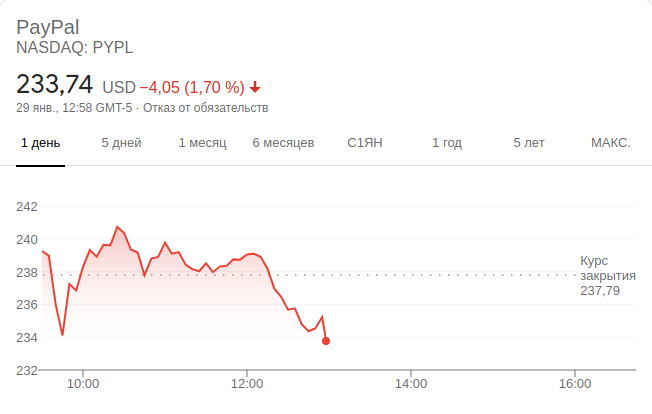 PayPal
NASDAQ: PYPL
233,74 USD −4,05 (1,70 %)
29 янв., 12:58 GMT-5 · Отказ от обязательств
1 день 5 дней 1 месяц 6 месяцев С1ЯН 1 год 5 лет МАКС.
242
240
238
236
234
232
Курс
закрытия
237,79
10:00 12:00 14:00 16:00